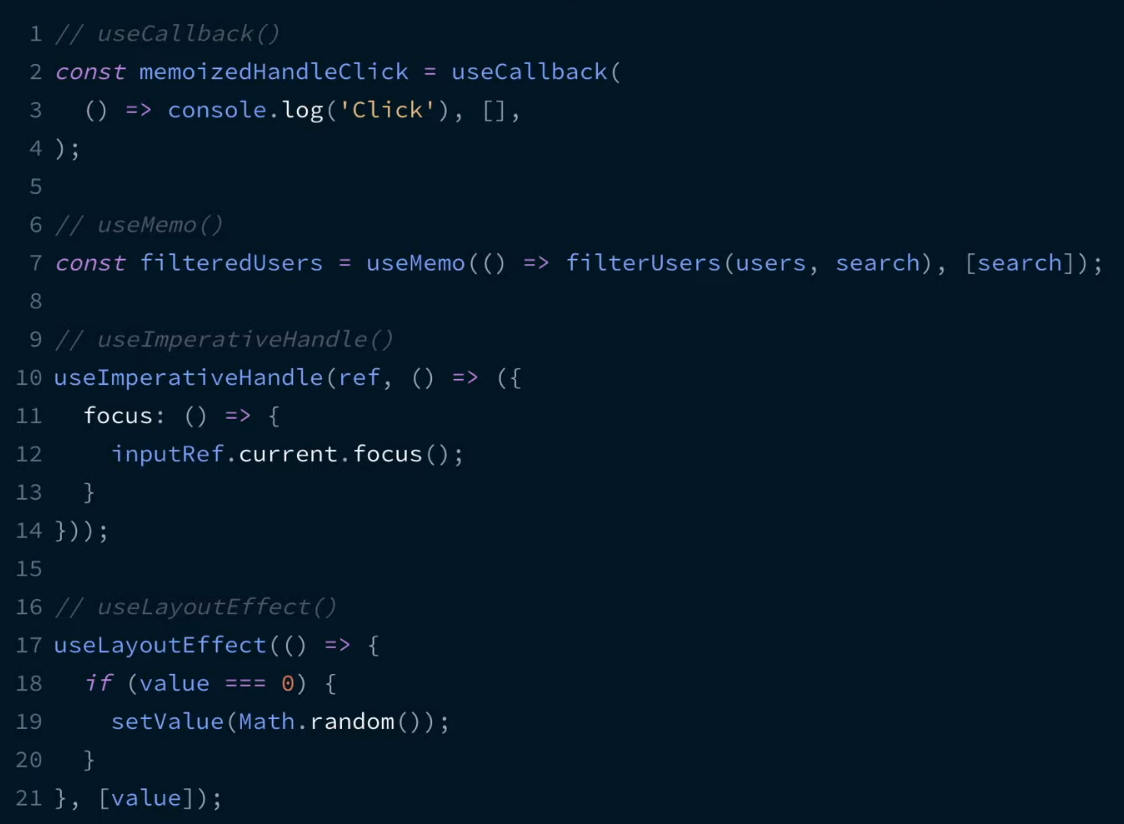 1 // useCallback()
2 const memoizedHandleClick = useCallback(
3   () => console.log('Click'), [],
4 );
5
6 // useMemo()
7 const filteredUsers = useMemo(() => filterUsers(users, search), [search]);
8
9 // useImperativeHandle()
10 useImperativeHandle(ref, () => ({
11   focus: () => {
12     inputRef.current.focus();
13   }
14 }));
15
16 // useLayoutEffect()
17 useLayoutEffect(() => {
18   if (value === 0) {
19     setValue(Math.random());
20   }
21 }, [value]);